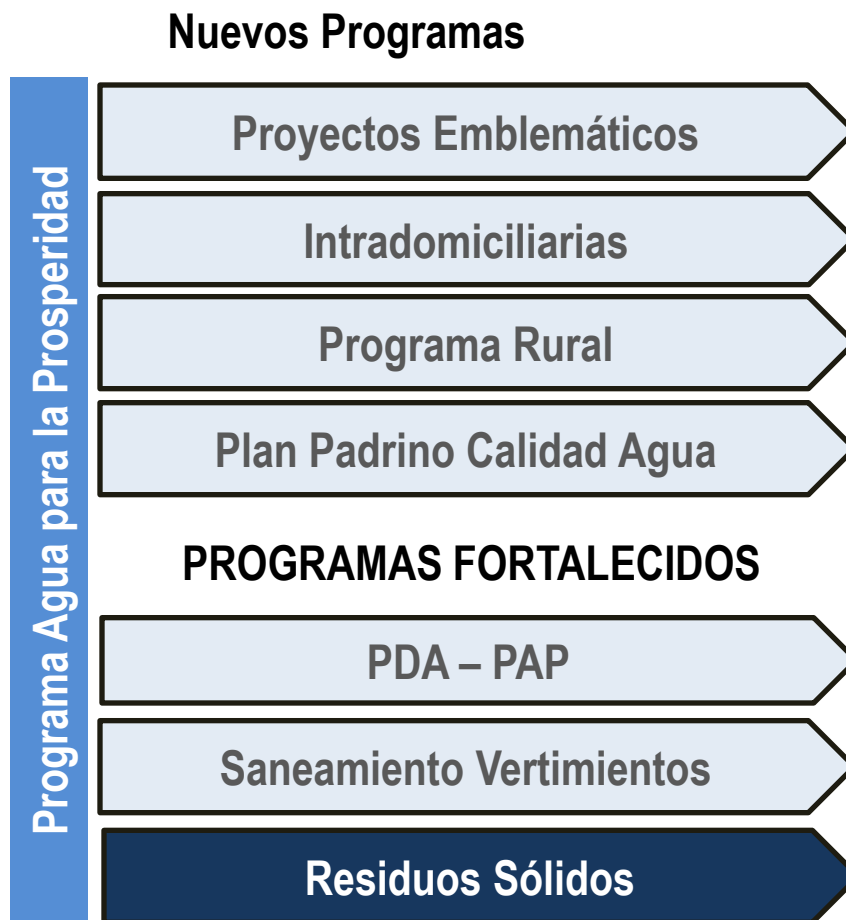 Nuevos Programas
Programa Agua para la Prosperidad
Proyectos Emblemáticos
Intradomiciliarias
Programa Rural
Plan Padrino Calidad Agua
PROGRAMAS FORTALECIDOS
PDA – PAP
Saneamiento Vertimientos
Residuos Sólidos